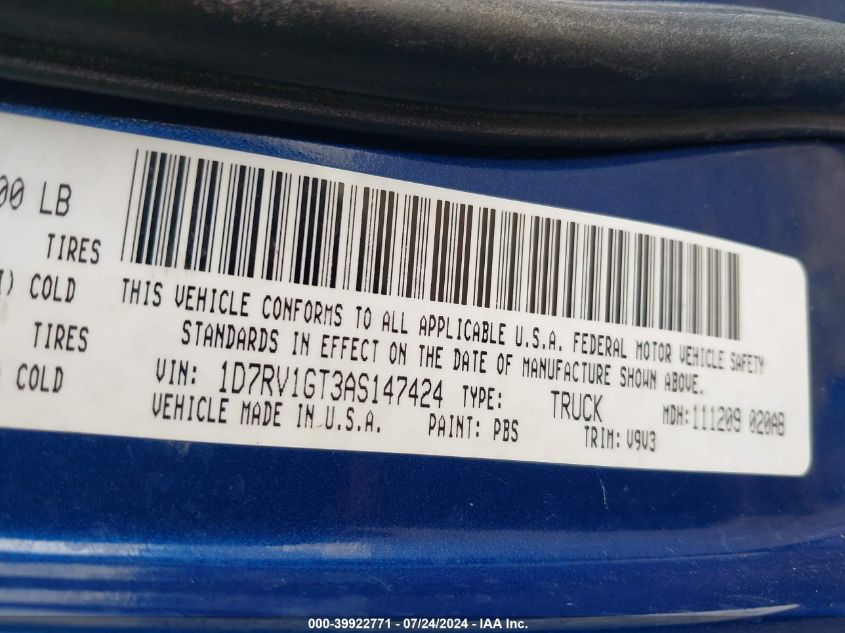 00 LB
TIRES
) COLD
TIRES
) COLD
THIS VEHICLE CONFORMS TO ALL APPLICABLE U.S.A. FEDERAL MOTOR VEHICLE SAFETY
STANDARDS IN EFFECT ON THE DATE OF MANUFACTURE SHOWN ABOVE.
VIN: 1D7RV1GT3AS147424 TYPE: TRUCK MDH:111209 020AB
VEHICLE MADE IN U.S.A. PAINT: PBS TRIM: V9V3
000-39922771 - 07/24/2024 - IAA Inc.